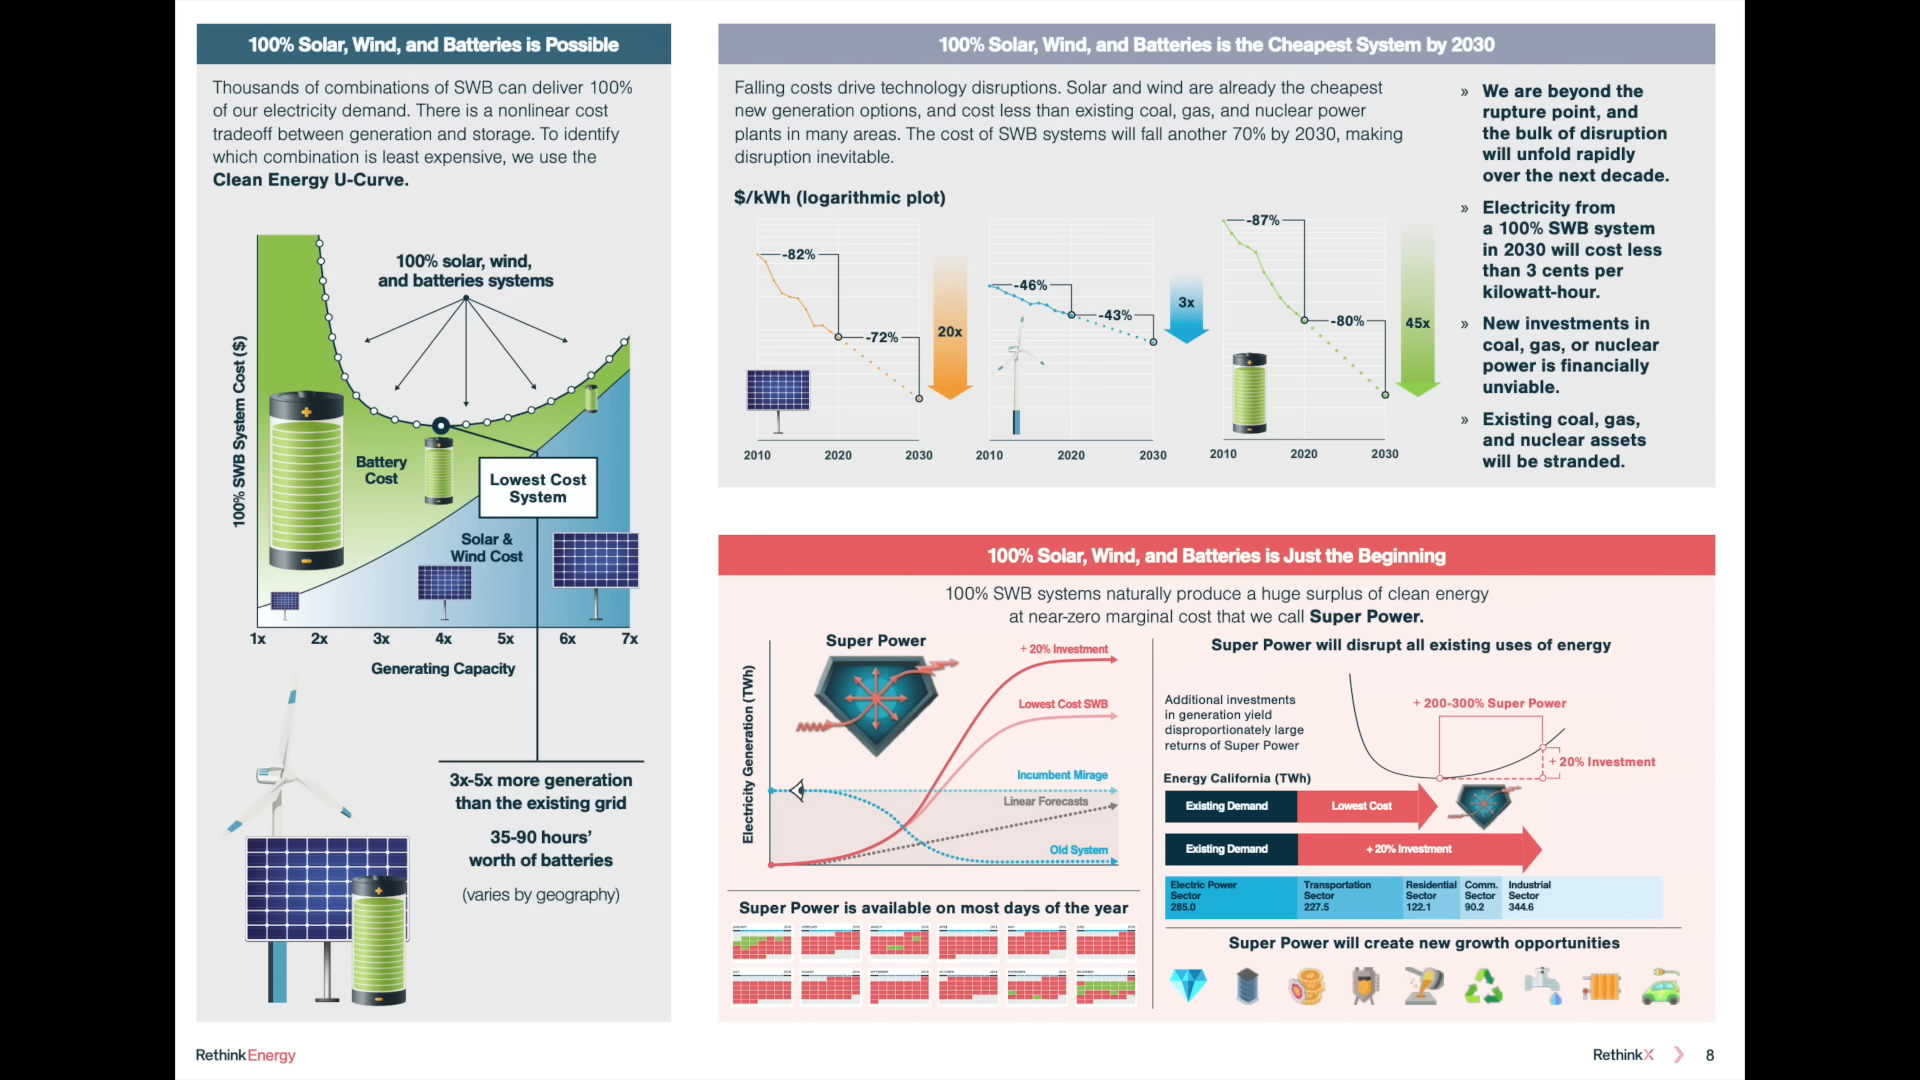 100% Solar, Wind, and Batteries is Possible
Thousands of combinations of SWB can deliver 100%
of our electricity demand. There is a nonlinear cost
tradeoff between generation and storage. To identify
which combination is least expensive, we use the
Clean Energy U-Curve.
100% solar, wind,
and batteries systems
100% SWB System Cost ($)
Battery
Cost
Lowest Cost
System
Solar &
Wind Cost
1x 2x 3x 4x 5x 6x 7x
Generating Capacity
3x-5x more generation
than the existing grid
35-90 hours'
worth of batteries
(varies by geography)
100% Solar, Wind, and Batteries is the Cheapest System by 2030
Falling costs drive technology disruptions. Solar and wind are already the cheapest
new generation options, and cost less than existing coal, gas, and nuclear power
plants in many areas. The cost of SWB systems will fall another 70% by 2030, making
disruption inevitable.
$/kWh (logarithmic plot)
-82%
-72%
20x
2010 2020 2030
-46%
-43%
3x
2010 2020 2030
-87%
-80%
45x
2010 2020 2030
» We are beyond the
rupture point, and
the bulk of disruption
will unfold rapidly
over the next decade.
» Electricity from
a 100% SWB system
in 2030 will cost less
than 3 cents per
kilowatt-hour.
» New investments in
coal, gas, or nuclear
power is financially
unviable.
» Existing coal, gas,
and nuclear assets
will be stranded.
100% Solar, Wind, and Batteries is Just the Beginning
100% SWB systems naturally produce a huge surplus of clean energy
at near-zero marginal cost that we call Super Power.
Super Power
Electricity Generation (TWh)
+ 20% Investment
Lowest Cost SWB
Incumbent Mirage
Linear Forecasts
Old System
Super Power is available on most days of the year
Super Power will disrupt all existing uses of energy
Additional investments
in generation yield
disproportionately large
returns of Super Power
+ 200-300% Super Power
+ 20% Investment
Energy California (TWh)
Existing Demand Lowest Cost
Existing Demand + 20% Investment
Electric Power
Sector
285.0
Transportation
Sector
227.5
Residential
Sector
122.1
Comm.
Sector
90.2
Industrial
Sector
344.6
Super Power will create new growth opportunities
RethinkEnergy
RethinkX 8